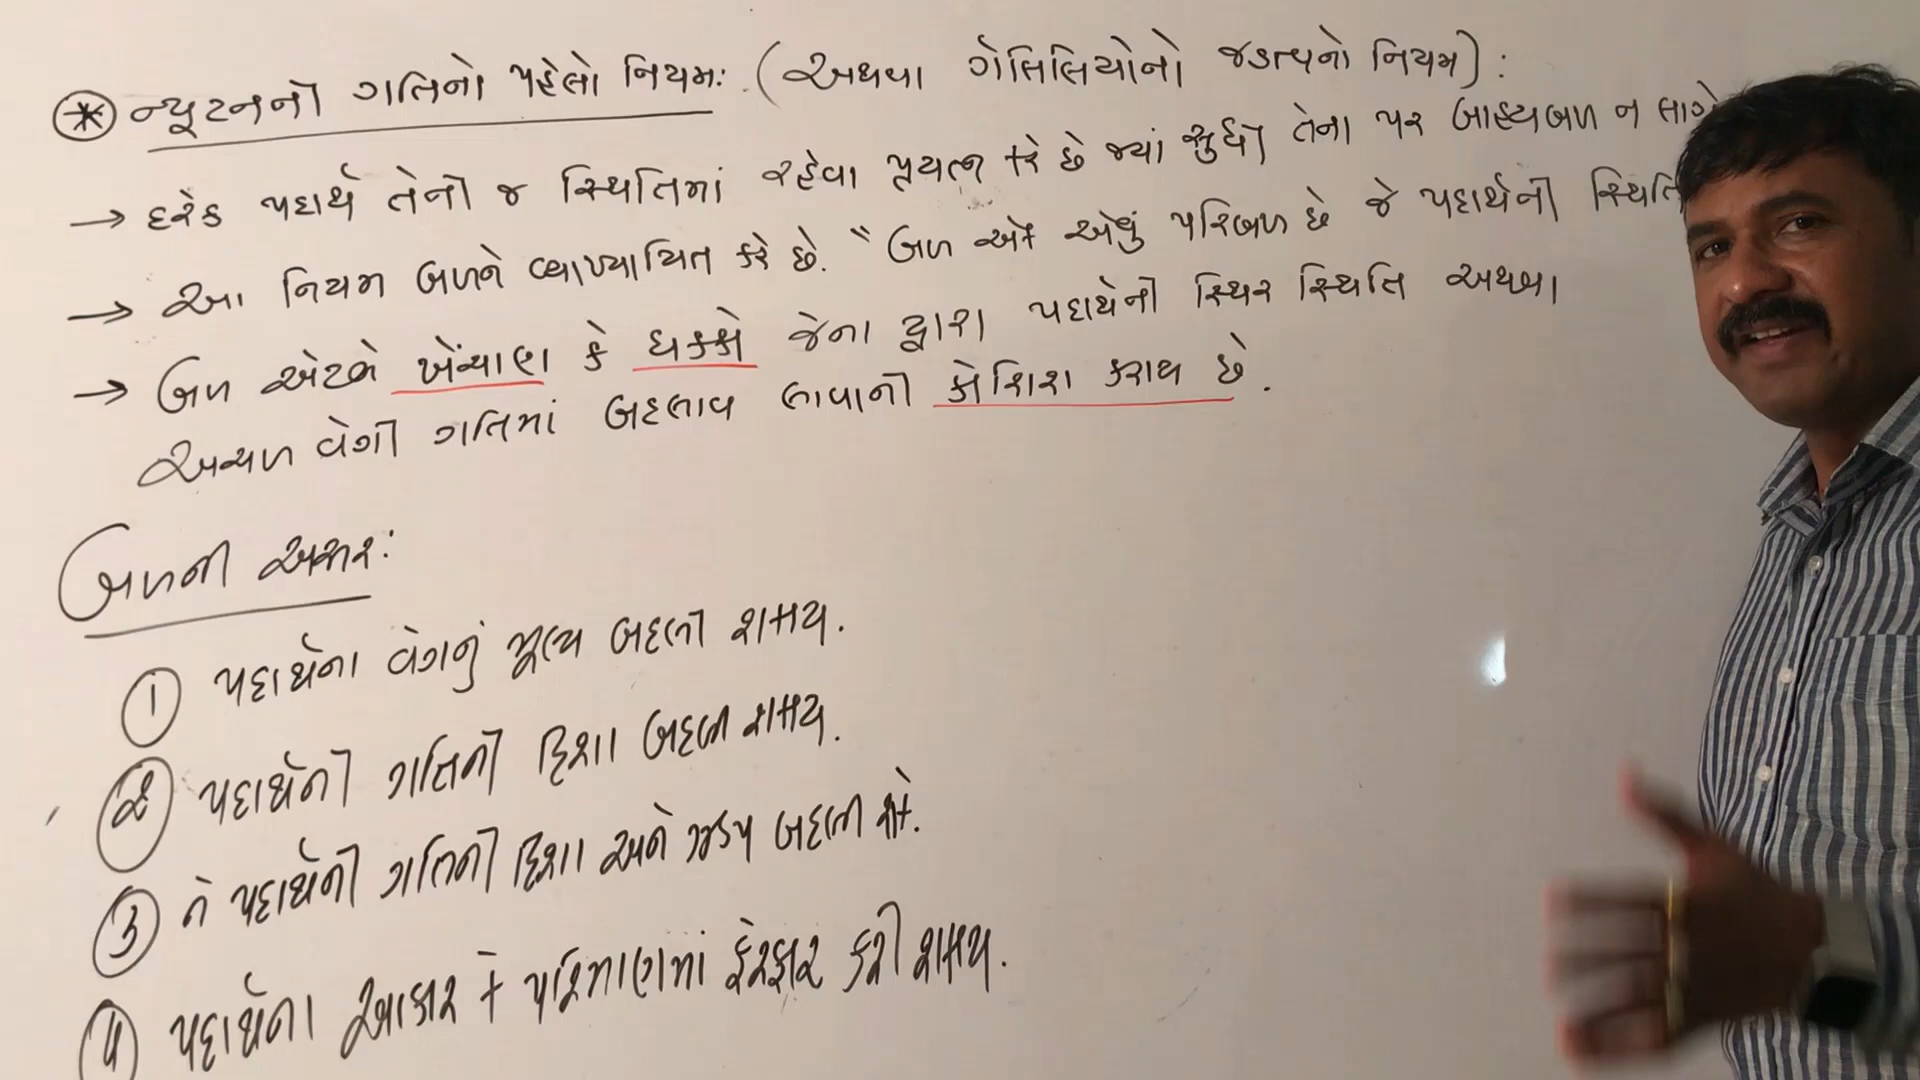 * ન્યૂટનનો ગતિનો પહેલો નિયમ: (અથવા ગેલિલિયોનો જડત્વનો નિયમ) :
→ દરેક પદાર્થ તેની જ સ્થિતિમાં રહેવા પ્રયત્ન કરે છે જ્યાં સુધી તેના પર બાહ્યબળ ન લાગે
→ આ નિયમ બળને વ્યાખ્યાયિત કરે છે. "બળ એક એવું પરિબળ છે જે પદાર્થની સ્થિતિ
→ બળ એટલે ખેંચાણ કે ધક્કો જેના દ્વારા પદાર્થની સ્થિર સ્થિતિ અથવા
અચળ વેગી ગતિમાં બદલાવ લાવાની કોશિશ કરાય છે.
બળની અસર:
① પદાર્થના વેગનું મૂલ્ય બદલી શકાય.
② પદાર્થની ગતિની દિશા બદલી શકાય.
③ તે પદાર્થની ગતિની દિશા અને ઝડપ બદલી શકે.
૪ પદાર્થના આકાર કે પરિમાણમાં ફેરફાર કરી શકાય.